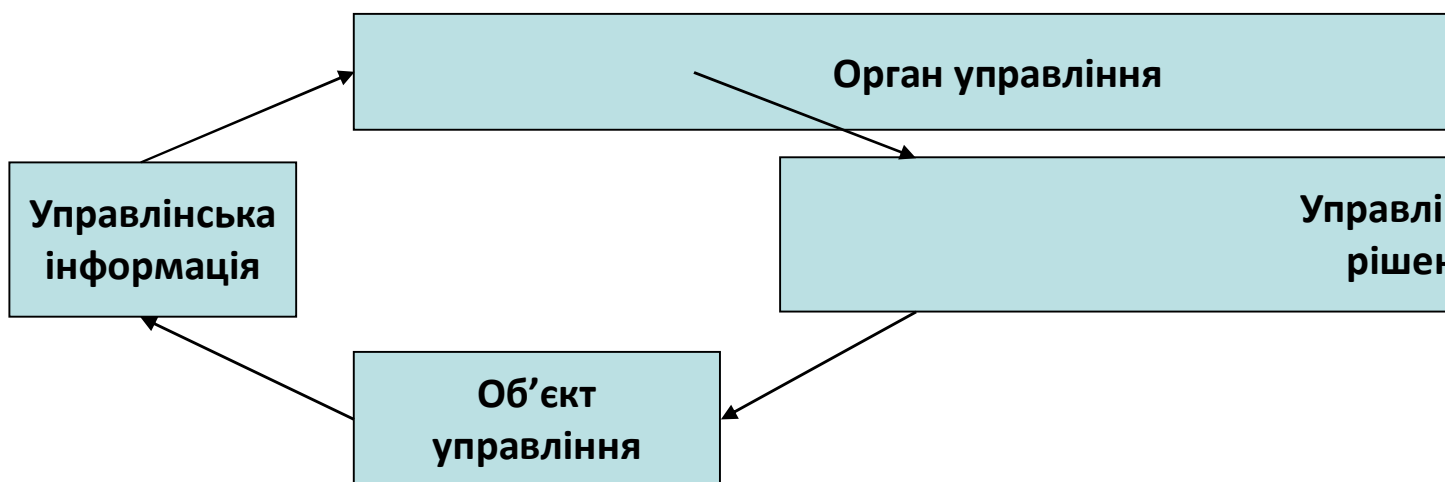 Орган управління
Управлінська
інформація
Об’єкт
управління